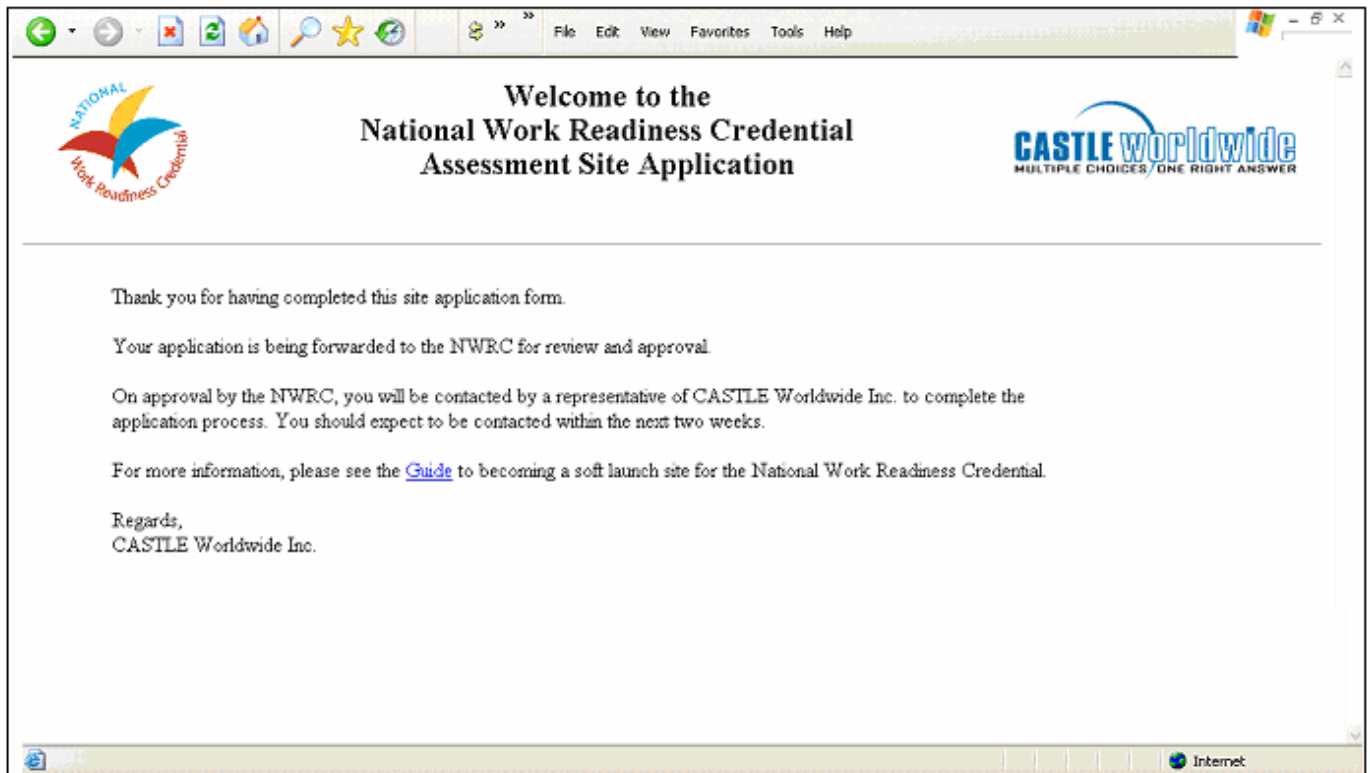 File Edit View Favorites Tools Help
NATIONAL
Work Readiness Credential
Welcome to the
National Work Readiness Credential
Assessment Site Application
CASTLE Worldwide
MULTIPLE CHOICES/ONE RIGHT ANSWER
Thank you for having completed this site application form.
Your application is being forwarded to the NWRC for review and approval.
On approval by the NWRC, you will be contacted by a representative of CASTLE Worldwide Inc. to complete the
application process. You should expect to be contacted within the next two weeks.
For more information, please see the Guide to becoming a soft launch site for the National Work Readiness Credential.
Regards,
CASTLE Worldwide Inc.
Internet